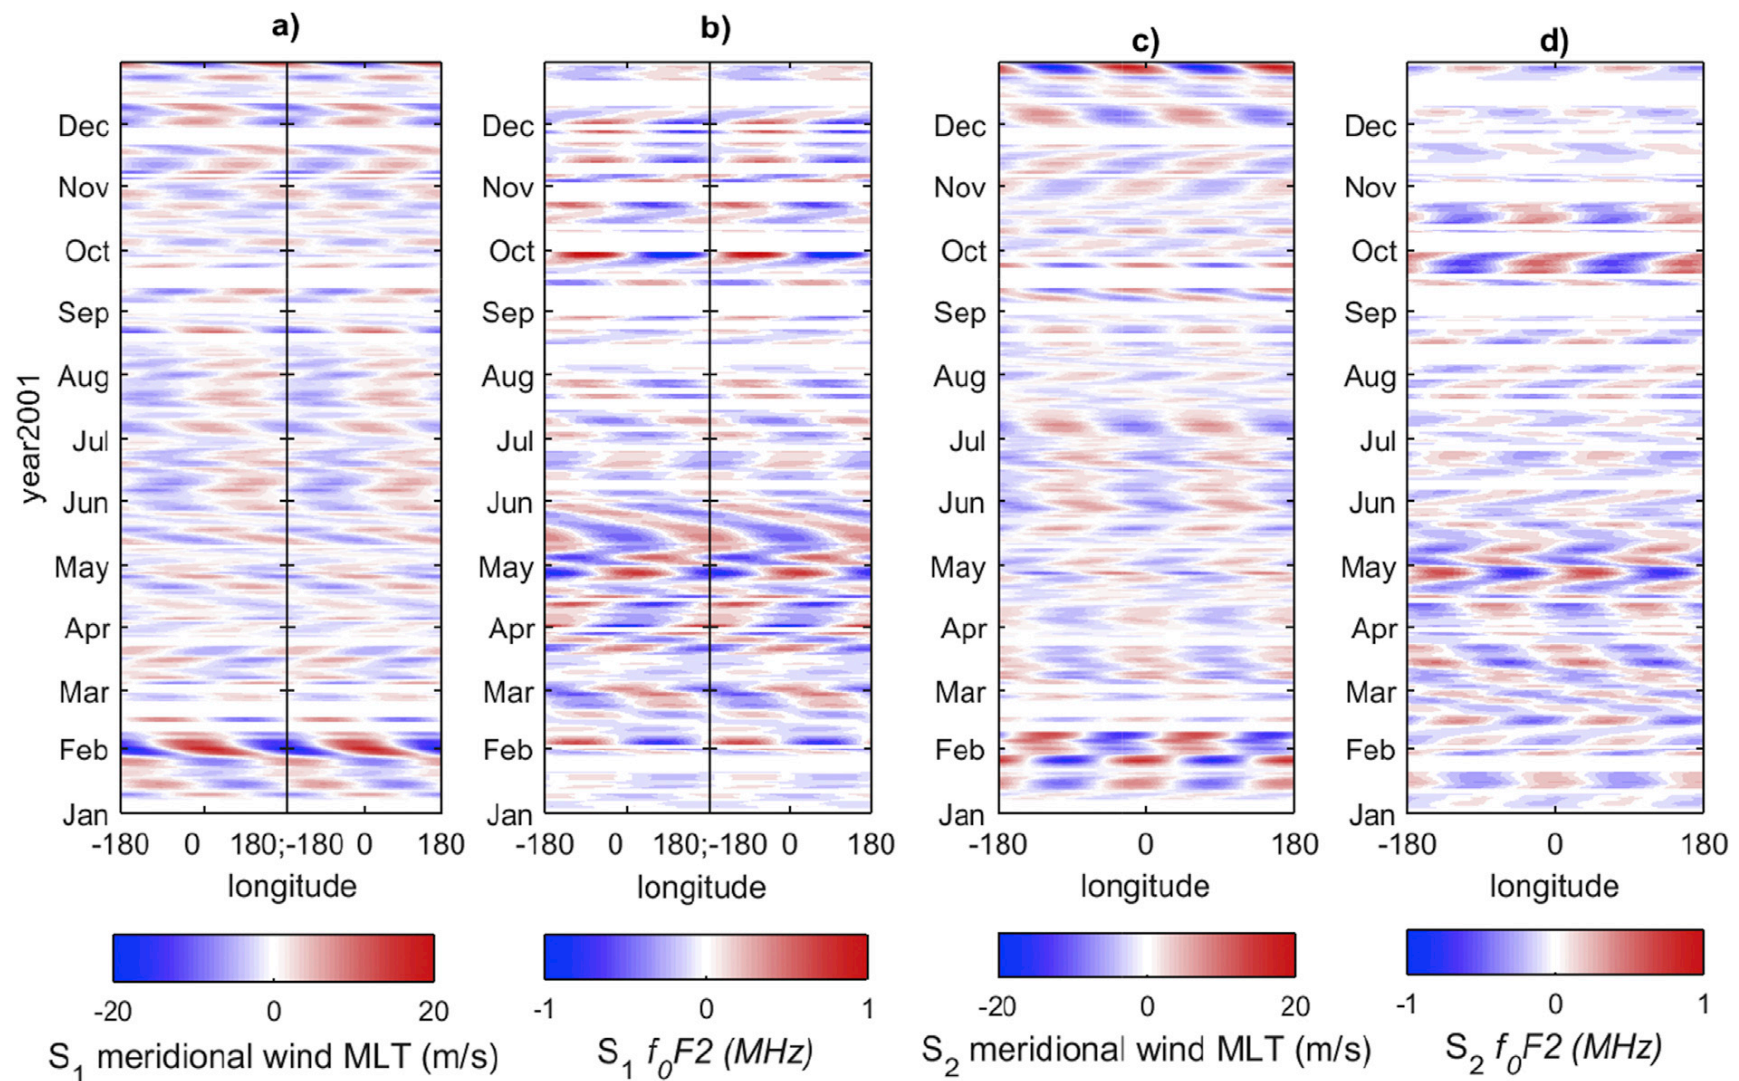 a)
b)
c)
d)
year2001
Dec
Nov
Oct
Sep
Aug
Jul
Jun
May
Apr
Mar
Feb
Jan
-180 0 180;-180 0 180
longitude
-20 0 20
S1 meridional wind MLT (m/s)
Dec
Nov
Oct
Sep
Aug
Jul
Jun
May
Apr
Mar
Feb
Jan
-180 0 180;-180 0 180
longitude
-1 0 1
S1 f0F2 (MHz)
Dec
Nov
Oct
Sep
Aug
Jul
Jun
May
Apr
Mar
Feb
Jan
-180 0 180
longitude
-20 0 20
S2 meridional wind MLT (m/s)
Dec
Nov
Oct
Sep
Aug
Jul
Jun
May
Apr
Mar
Feb
Jan
-180 0 180
longitude
-1 0 1
S2 f0F2 (MHz)